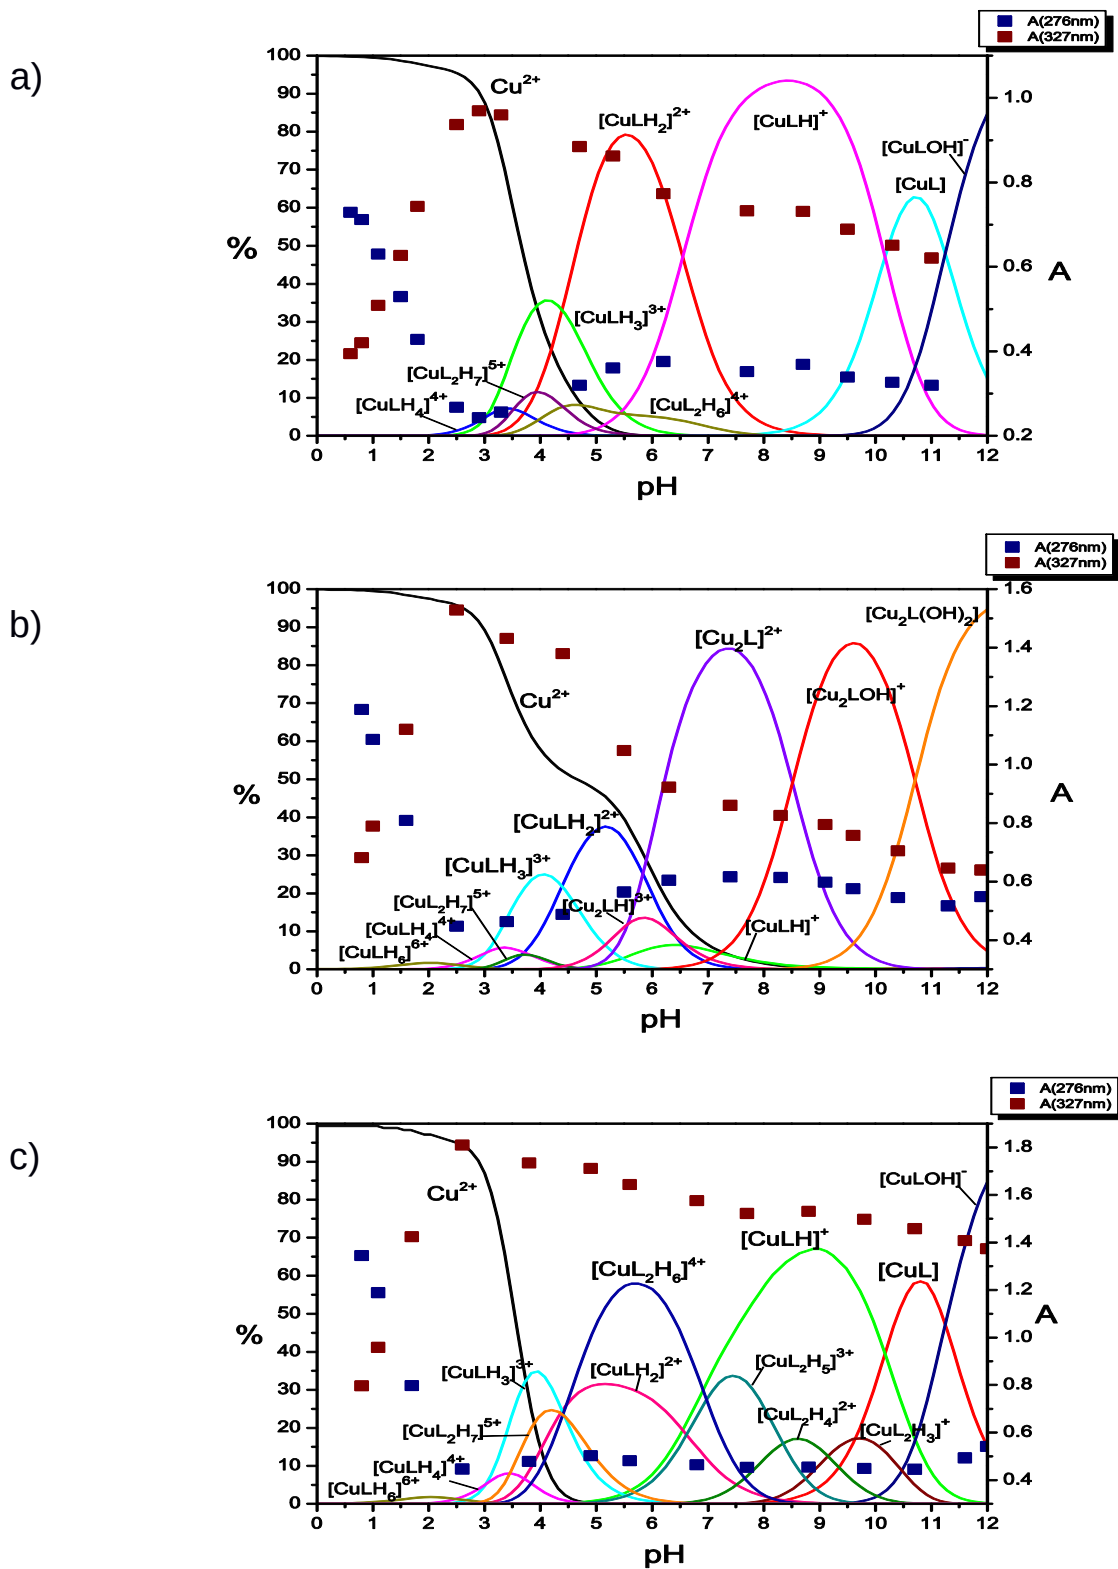 a)
A(276nm)
A(327nm)
100
90
80
70
60
50
40
30
20
10
0
%
1.0
0.8
0.6
0.4
0.2
A
Cu²⁺
[CuLH₂]²⁺
[CuLH]⁺
[CuLOH]⁻
[CuL]
[CuLH₃]³⁺
[CuL₂H₇]⁵⁺
[CuLH₄]⁴⁺
[CuL₂H₆]⁴⁺
0 1 2 3 4 5 6 7 8 9 10 11 12
pH
b)
A(276nm)
A(327nm)
100
90
80
70
60
50
40
30
20
10
0
%
1.6
1.4
1.2
1.0
0.8
0.6
0.4
A
[Cu₂L(OH)₂]
[Cu₂L]²⁺
Cu²⁺
[Cu₂LOH]⁺
[CuLH₂]²⁺
[CuLH₃]³⁺
[CuL₂H₇]⁵⁺
[Cu₂LH]³⁺
[CuLH₄]⁴⁺
[CuLH]⁺
[CuLH₆]⁶⁺
0 1 2 3 4 5 6 7 8 9 10 11 12
pH
c)
A(276nm)
A(327nm)
100
90
80
70
60
50
40
30
20
10
0
%
1.8
1.6
1.4
1.2
1.0
0.8
0.6
0.4
A
Cu²⁺
[CuLOH]⁻
[CuLH]⁺
[CuL₂H₆]⁴⁺
[CuL]
[CuLH₃]³⁺
[CuLH₂]²⁺
[CuL₂H₅]³⁺
[CuL₂H₇]⁵⁺
[CuL₂H₄]²⁺
[CuL₂H₃]⁺
[CuLH₄]⁴⁺
[CuLH₆]⁶⁺
0 1 2 3 4 5 6 7 8 9 10 11 12
pH